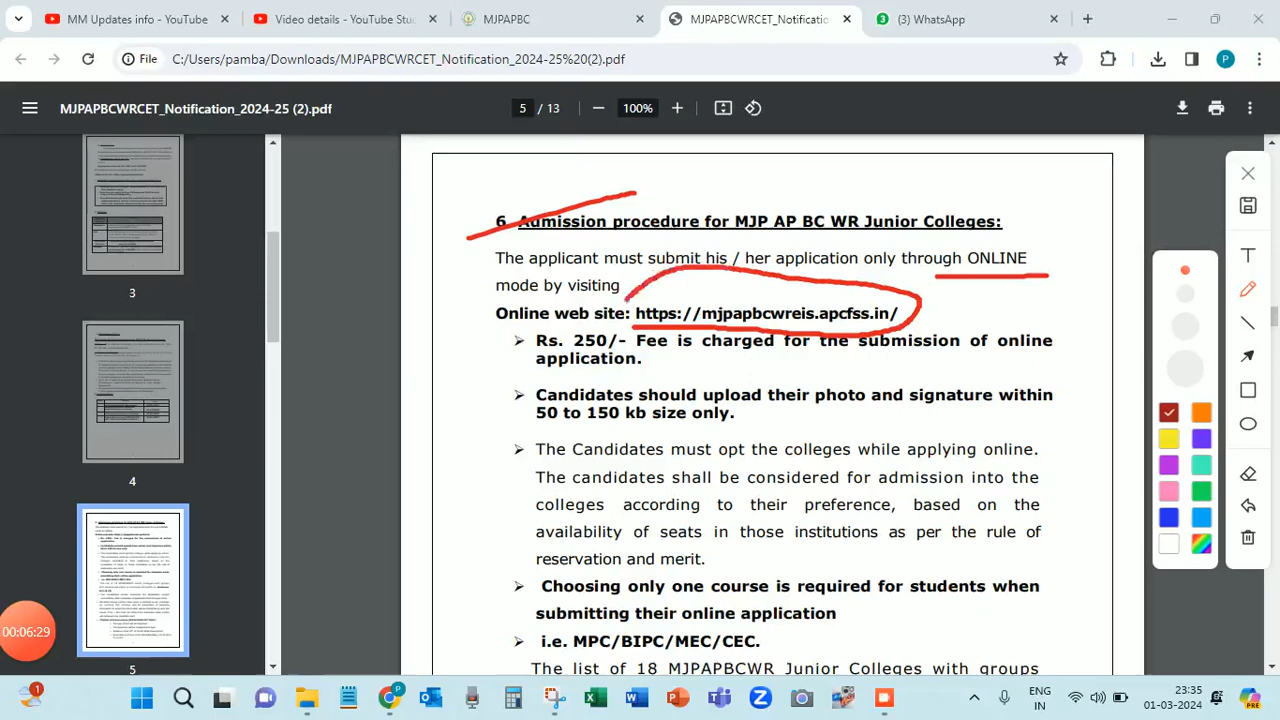 MM Updates info - YouTube
Video details - YouTube Stu
MJPAPBC
MJPAPBCWRCET_Notification_2024-
(3) WhatsApp
File
C:/Users/pamba/Downloads/MJPAPBCWRCET_Notification_2024-25%20(2).pdf
P
MJPAPBCWRCET_Notification_2024-25 (2).pdf
5 / 13
100%
3
4
5
6. Admission procedure for MJP AP BC WR Junior Colleges:
The applicant must submit his / her application only through ONLINE
mode by visiting
Online web site: https://mjpapbcwreis.apcfss.in/
➢ Rs. 250/- Fee is charged for the submission of online
application.
➢ Candidates should upload their photo and signature within
50 to 150 kb size only.
➢ The Candidates must opt the colleges while applying online.
The candidates shall be considered for admission into the
colleges according to their preference, based on the
availability of seats in those institutions as per the rule of
reservation and merit.
➢ Choosing only one course is required for students when
submitting their online application
➢ i.e. MPC/BIPC/MEC/CEC.
The list of 18 MJPAPBCWR Junior Colleges with groups
T
00:06:29
1
ENG
IN
23:35
01-03-2024
PRE